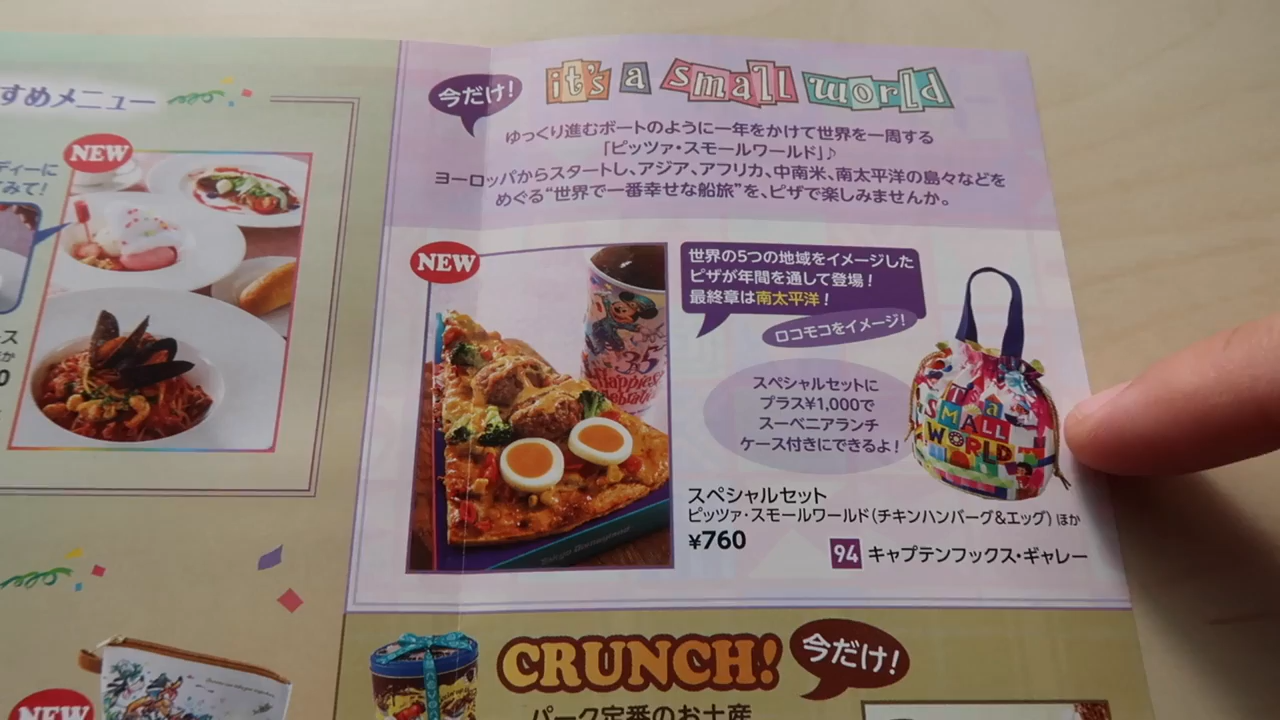 すめメニュー
NEW
ディーに
てみて!
今だけ!
it's a small world
ゆっくり進むボートのように一年をかけて世界を一周する
「ピッツァ・スモールワールド」♪
ヨーロッパからスタートし、アジア、アフリカ、中南米、南太平洋の島々などを
めぐる“世界で一番幸せな船旅”を、ピザで楽しみませんか。
NEW
35
Happiest
Celebration
世界の5つの地域をイメージした
ピザが年間を通して登場!
最終章は南太平洋!
ロコモコをイメージ!
スペシャルセットに
プラス¥1,000で
スーベニアランチ
ケース付きにできるよ!
IT'S a
SMALL
WORLD
スペシャルセット
ピッツァ・スモールワールド(チキンハンバーグ&エッグ) ほか
¥760
94 キャプテンフックス・ギャレー
CRUNCH!
今だけ!
パーク定番のお土産
NEW